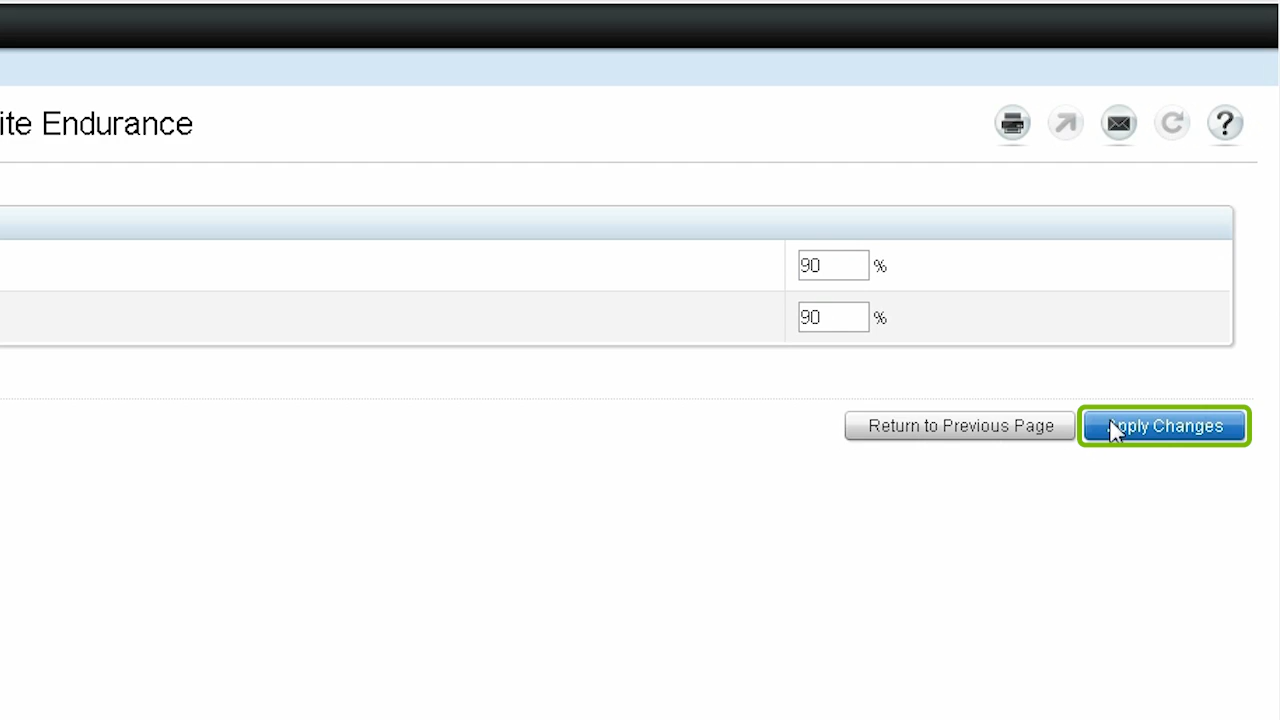 ite Endurance
?
90 %
90 %
Return to Previous Page
pply Changes